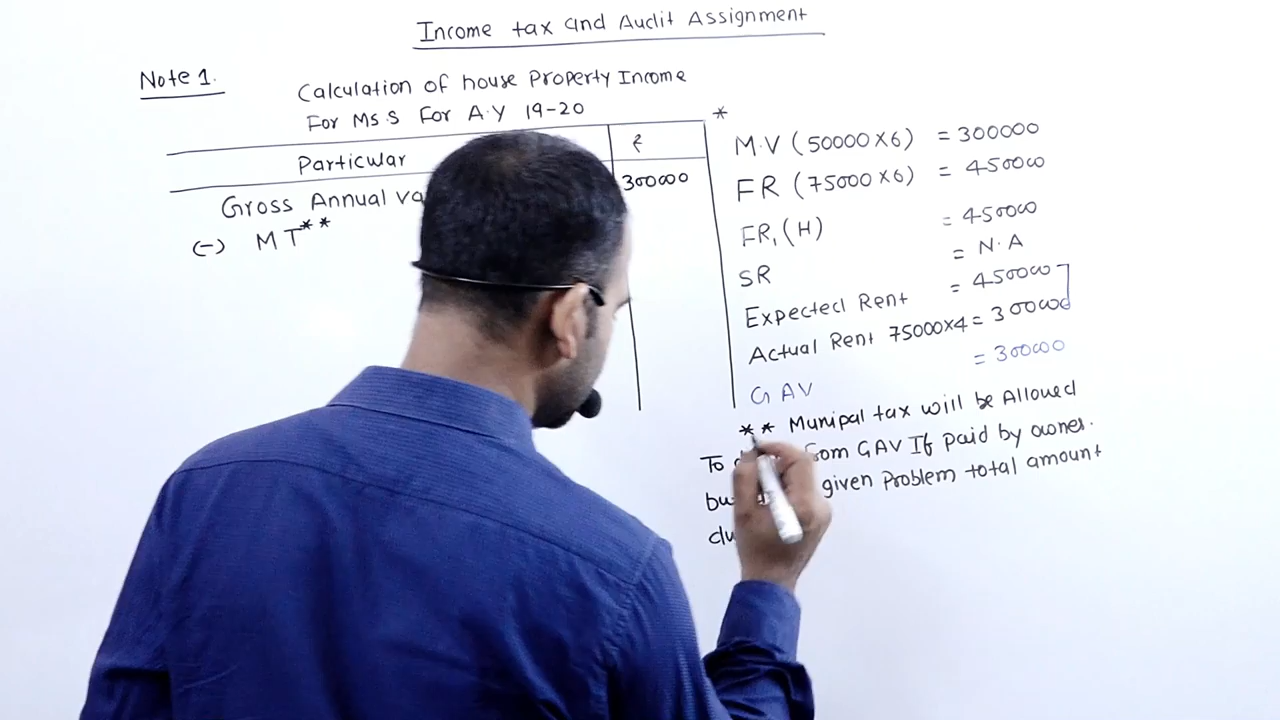 Income tax and Audit Assignment
Note 1.
Calculation of house Property Income
For Ms.S For A.Y 19-20
Particular ₹
Gross Annual 300000
(-) MT**
*
M.V (50000×6) = 300000
FR (75000×6) = 450000
FR,(H) = 450000
SR = N.A
Expected Rent = 450000
Actual Rent 75000×4 = 300000
GAV = 300000
** Munipal tax will be Allowed
To from GAV If paid by owner.
given Problem total amount